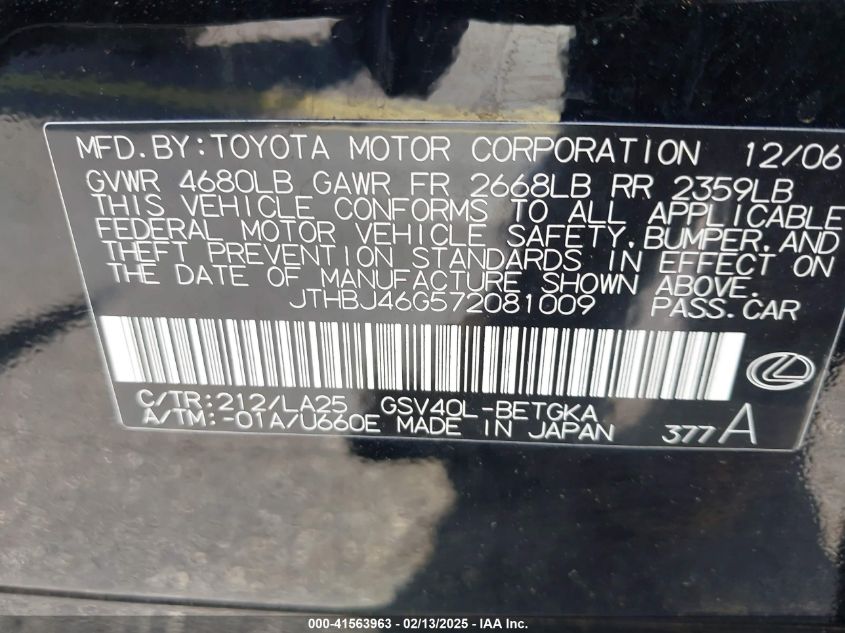 MFD. BY: TOYOTA MOTOR CORPORATION 12/06
GVWR 4680LB GAWR FR 2668LB RR 2359LB
THIS VEHICLE CONFORMS TO ALL APPLICABLE
FEDERAL MOTOR VEHICLE SAFETY, BUMPER, AND
THEFT PREVENTION STANDARDS IN EFFECT ON
THE DATE OF MANUFACTURE SHOWN ABOVE.
JTHBJ46G572081009 PASS. CAR
C/TR: 212/LA25 GSV40L-BETGKA
A/TM: -01A/U660E MADE IN JAPAN 377A
000-41563963 - 02/13/2025 - IAA Inc.